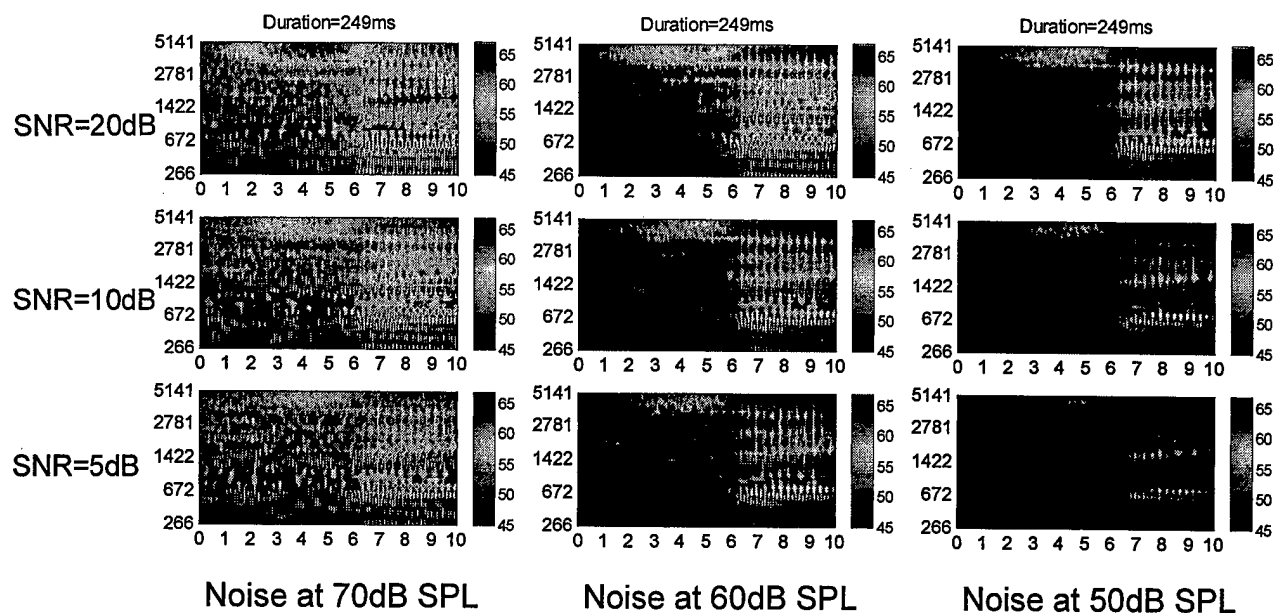 Duration=249ms Duration=249ms Duration=249ms
SNR=20dB
5141 2781 1422 672 266
0 1 2 3 4 5 6 7 8 9 10
65 60 55 50 45
5141 2781 1422 672 266
0 1 2 3 4 5 6 7 8 9 10
65 60 55 50 45
5141 2781 1422 672 266
0 1 2 3 4 5 6 7 8 9 10
65 60 55 50 45
SNR=10dB
5141 2781 1422 672 266
0 1 2 3 4 5 6 7 8 9 10
65 60 55 50 45
5141 2781 1422 672 266
0 1 2 3 4 5 6 7 8 9 10
65 60 55 50 45
5141 2781 1422 672 266
0 1 2 3 4 5 6 7 8 9 10
65 60 55 50 45
SNR=5dB
5141 2781 1422 672 266
0 1 2 3 4 5 6 7 8 9 10
65 60 55 50 45
5141 2781 1422 672 266
0 1 2 3 4 5 6 7 8 9 10
65 60 55 50 45
5141 2781 1422 672 266
0 1 2 3 4 5 6 7 8 9 10
65 60 55 50 45
Noise at 70dB SPL Noise at 60dB SPL Noise at 50dB SPL